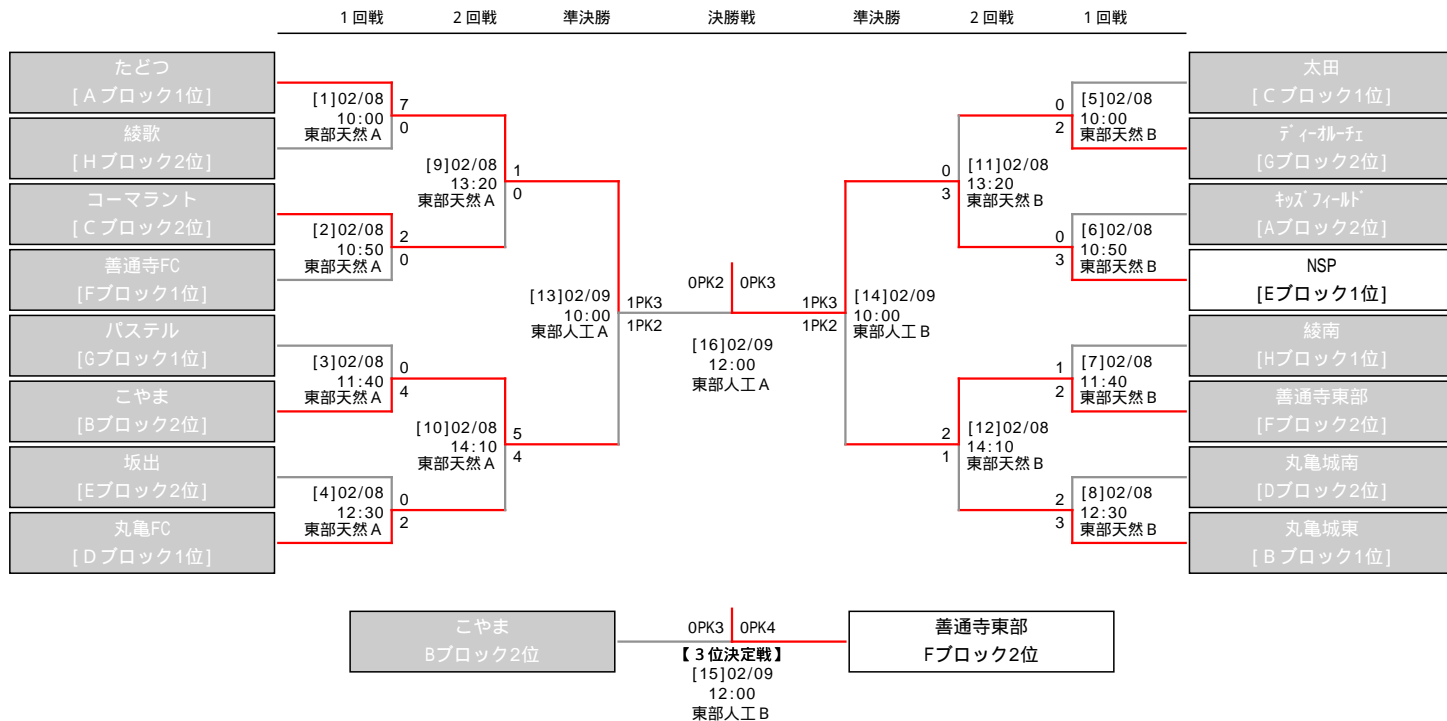 1回戦
2回戦
準決勝
決勝戦
準決勝
2回戦
1回戦
たどつ
[Aブロック1位]
綾歌
[Hブロック2位]
コーマラント
[Cブロック2位]
善通寺FC
[Fブロック1位]
パステル
[Gブロック1位]
こやま
[Bブロック2位]
坂出
[Eブロック2位]
丸亀FC
[Dブロック1位]
[1]02/08
10:00
東部天然A
7
0
[2]02/08
10:50
東部天然A
2
0
[3]02/08
11:40
東部天然A
0
4
[4]02/08
12:30
東部天然A
0
2
[9]02/08
13:20
東部天然A
1
0
[10]02/08
14:10
東部天然A
5
4
[13]02/09
10:00
東部人工A
1PK3
1PK2
0PK2
0PK3
[16]02/09
12:00
東部人工A
1PK3
1PK2
[14]02/09
10:00
東部人工B
0
3
[11]02/08
13:20
東部天然B
2
1
[12]02/08
14:10
東部天然B
0
2
[5]02/08
10:00
東部天然B
0
3
[6]02/08
10:50
東部天然B
1
2
[7]02/08
11:40
東部天然B
2
3
[8]02/08
12:30
東部天然B
太田
[Cブロック1位]
ディーオルーチェ
[Gブロック2位]
キッズフィールド
[Aブロック2位]
NSP
[Eブロック1位]
綾南
[Hブロック1位]
善通寺東部
[Fブロック2位]
丸亀城南
[Dブロック2位]
丸亀城東
[Bブロック1位]
こやま
Bブロック2位
0PK3
0PK4
【3位決定戦】
[15]02/09
12:00
東部人工B
善通寺東部
Fブロック2位